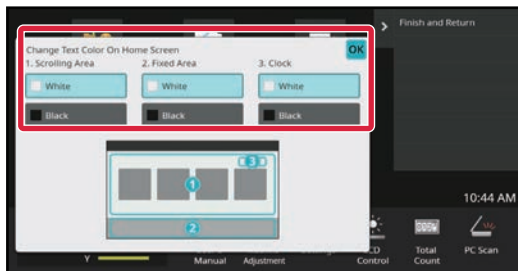 Finish and Return
Change Text Color On Home Screen
OK
1. Scrolling Area
2. Fixed Area
3. Clock
White
White
White
Black
Black
Black
3
1
2
10:44 AM
Y
Manual
Adjustment
Control
Total
Count
PC Scan